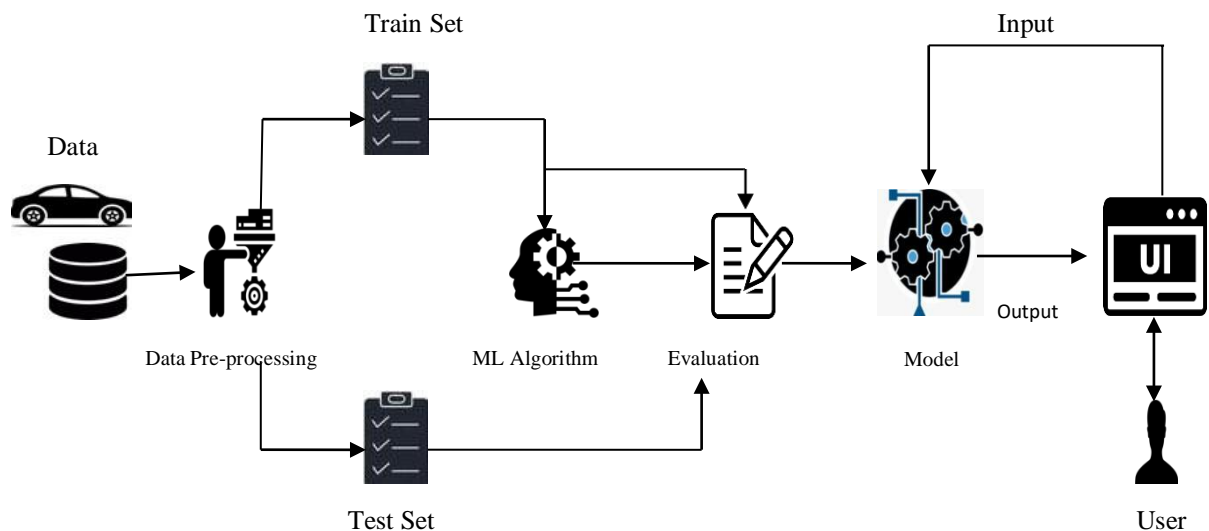 Train Set
Input
Data
UI
Output
Data Pre-processing
ML Algorithm
Evaluation
Model
Test Set
User